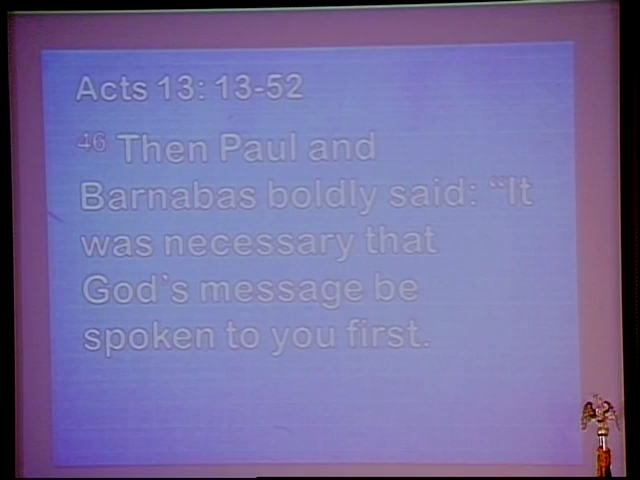 Acts 13: 13-52
46 Then Paul and
Barnabas boldly said: “It
was necessary that
God`s message be
spoken to you first.